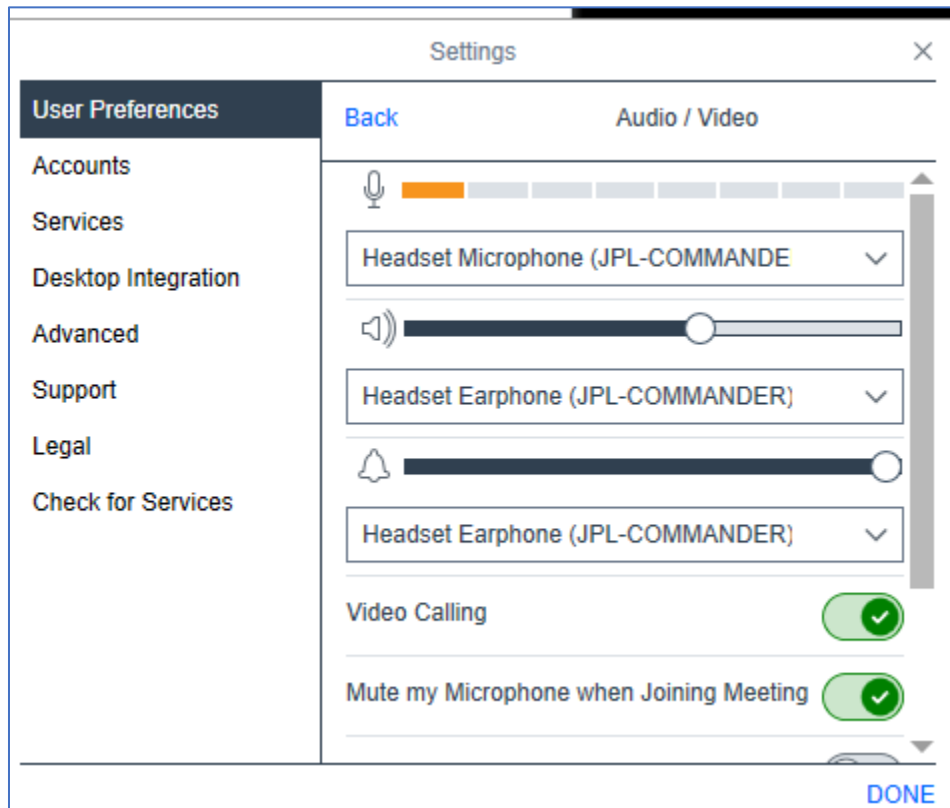 Settings
User Preferences
Back
Audio / Video
Accounts
Services
Desktop Integration
Advanced
Support
Legal
Check for Services
Headset Microphone (JPL-COMMANDE
Headset Earphone (JPL-COMMANDER)
Headset Earphone (JPL-COMMANDER)
Video Calling
Mute my Microphone when Joining Meeting
DONE